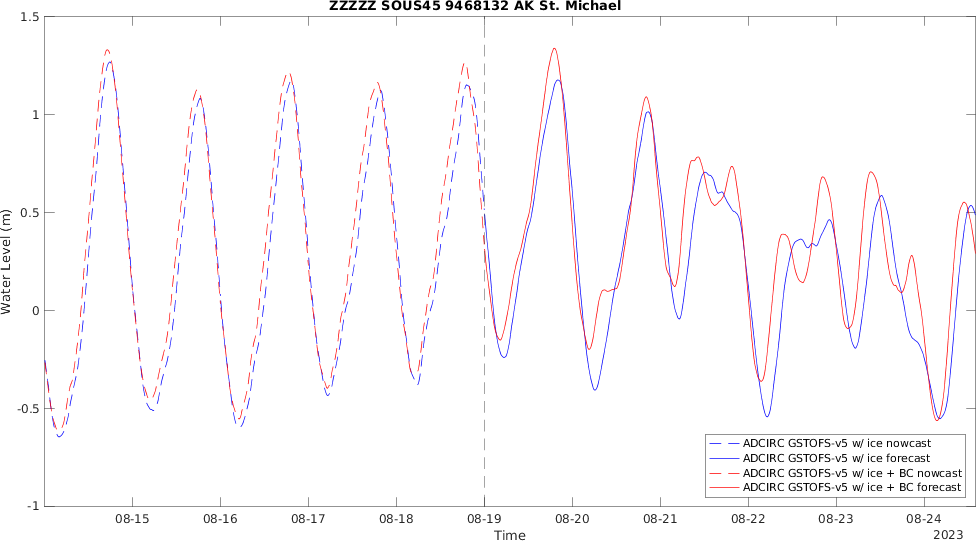 ZZZZZ SOUS45 9468132 AK St. Michael
Water Level (m)
1.5
1
0.5
0
-0.5
-1
08-15 08-16 08-17 08-18 08-19 08-20 08-21 08-22 08-23 08-24
Time
2023
ADCIRC GSTOFS-v5 w/ ice nowcast
ADCIRC GSTOFS-v5 w/ ice forecast
ADCIRC GSTOFS-v5 w/ ice + BC nowcast
ADCIRC GSTOFS-v5 w/ ice + BC forecast